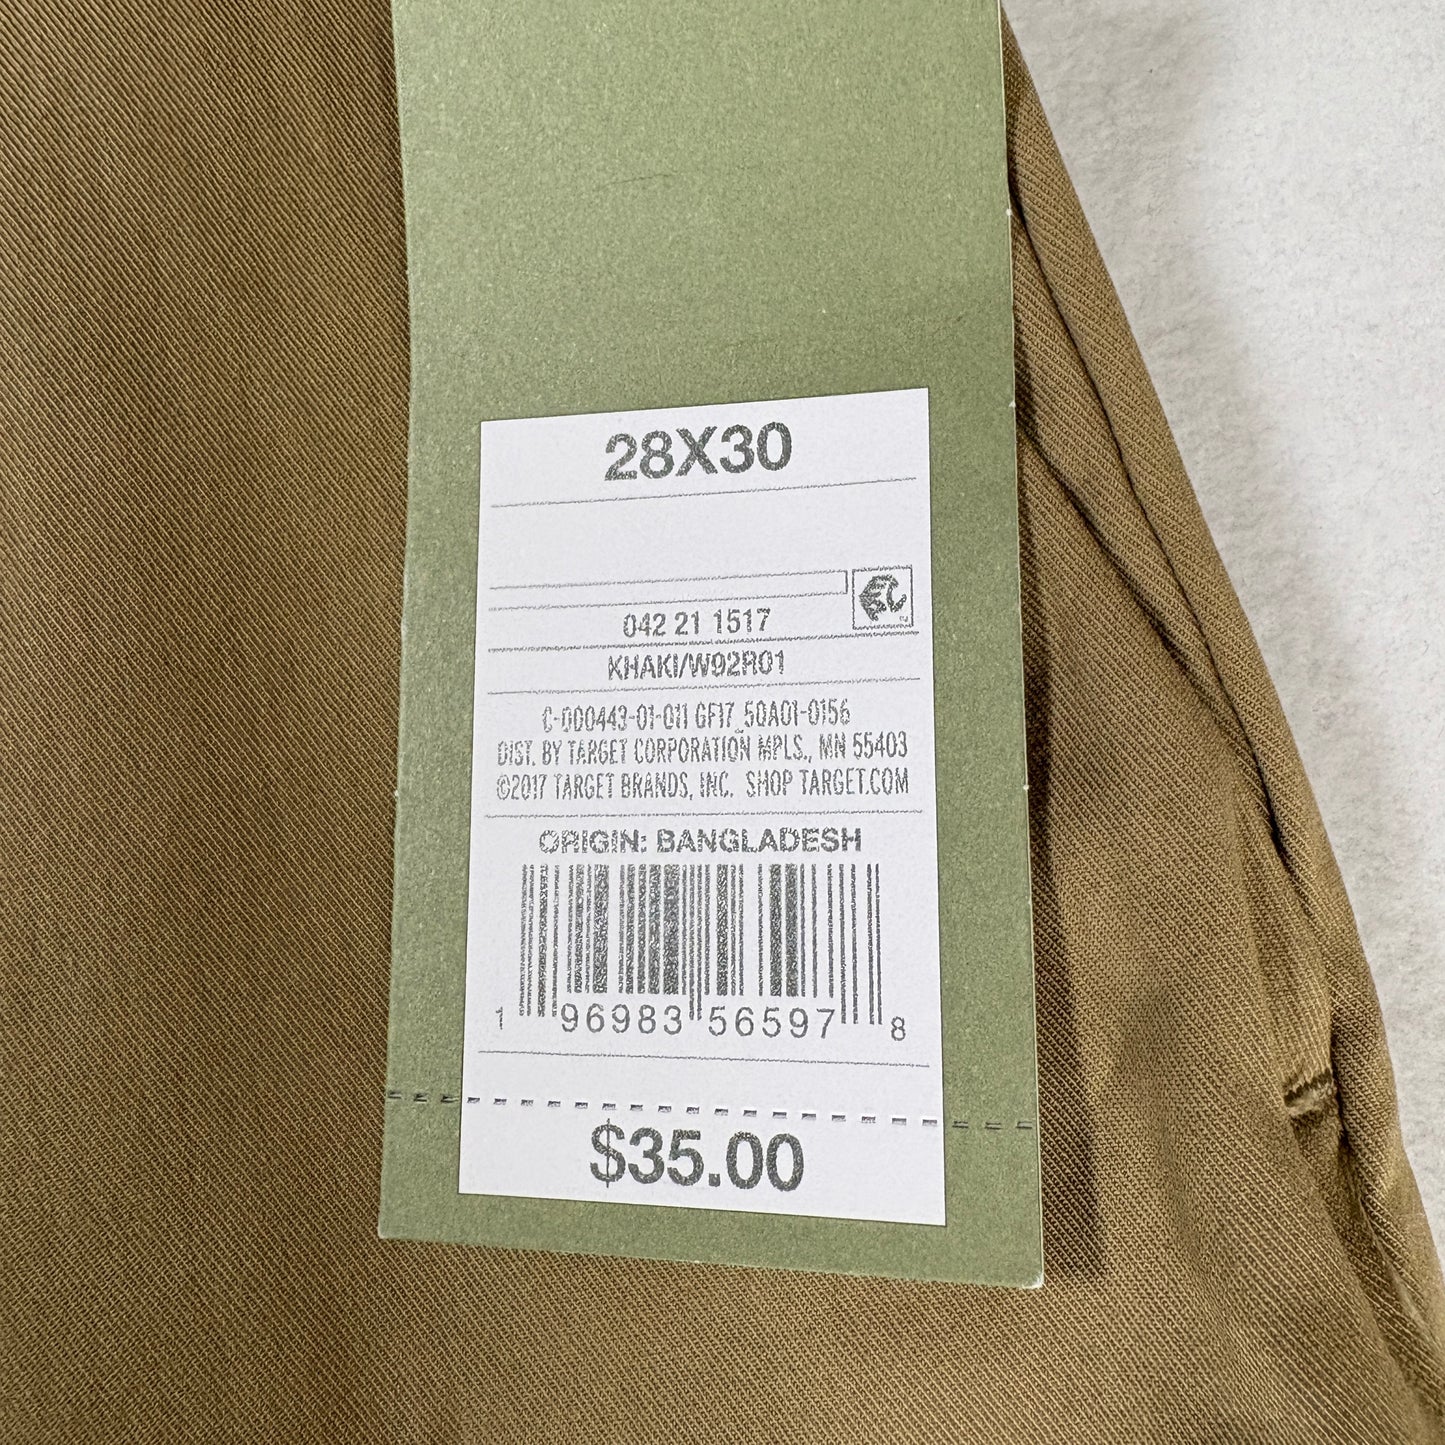 28X30
042 21 1517
KHAKI/W92R01
C-000443-01-011 GF17_50A01-0156
DIST. BY TARGET CORPORATION MPLS., MN 55403
©2017 TARGET BRANDS, INC. SHOP TARGET.COM
ORIGIN: BANGLADESH
1 96983 56597 8
$35.00